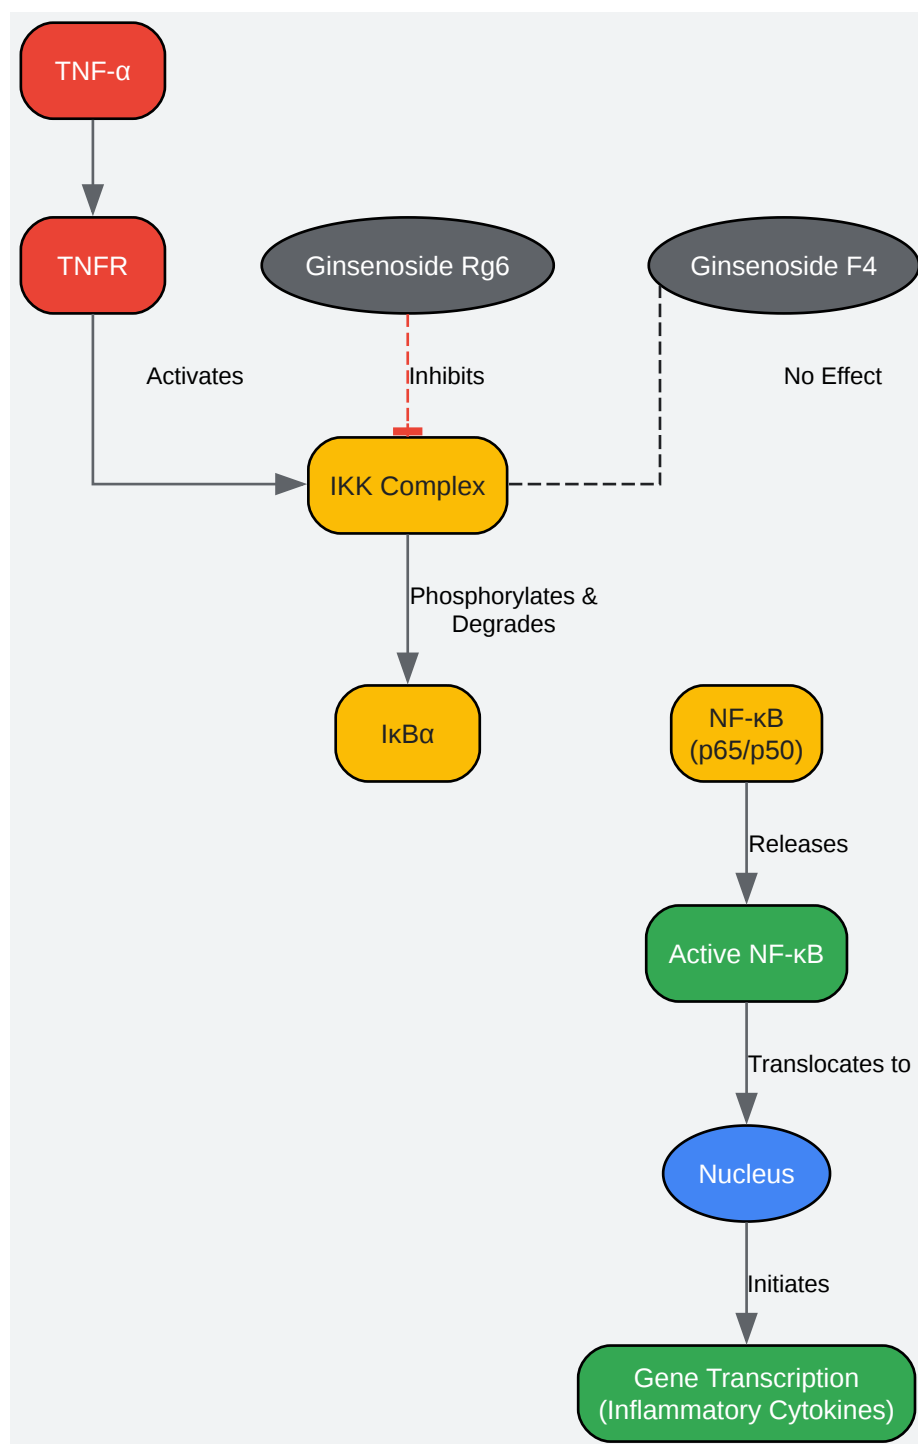 TNF-α
TNFR
Ginsenoside Rg6
Ginsenoside F4
Activates
Inhibits
No Effect
IKK Complex
Phosphorylates &
Degrades
IκBα
NF-κB
(p65/p50)
Releases
Active NF-κB
Translocates to
Nucleus
Initiates
Gene Transcription
(Inflammatory Cytokines)